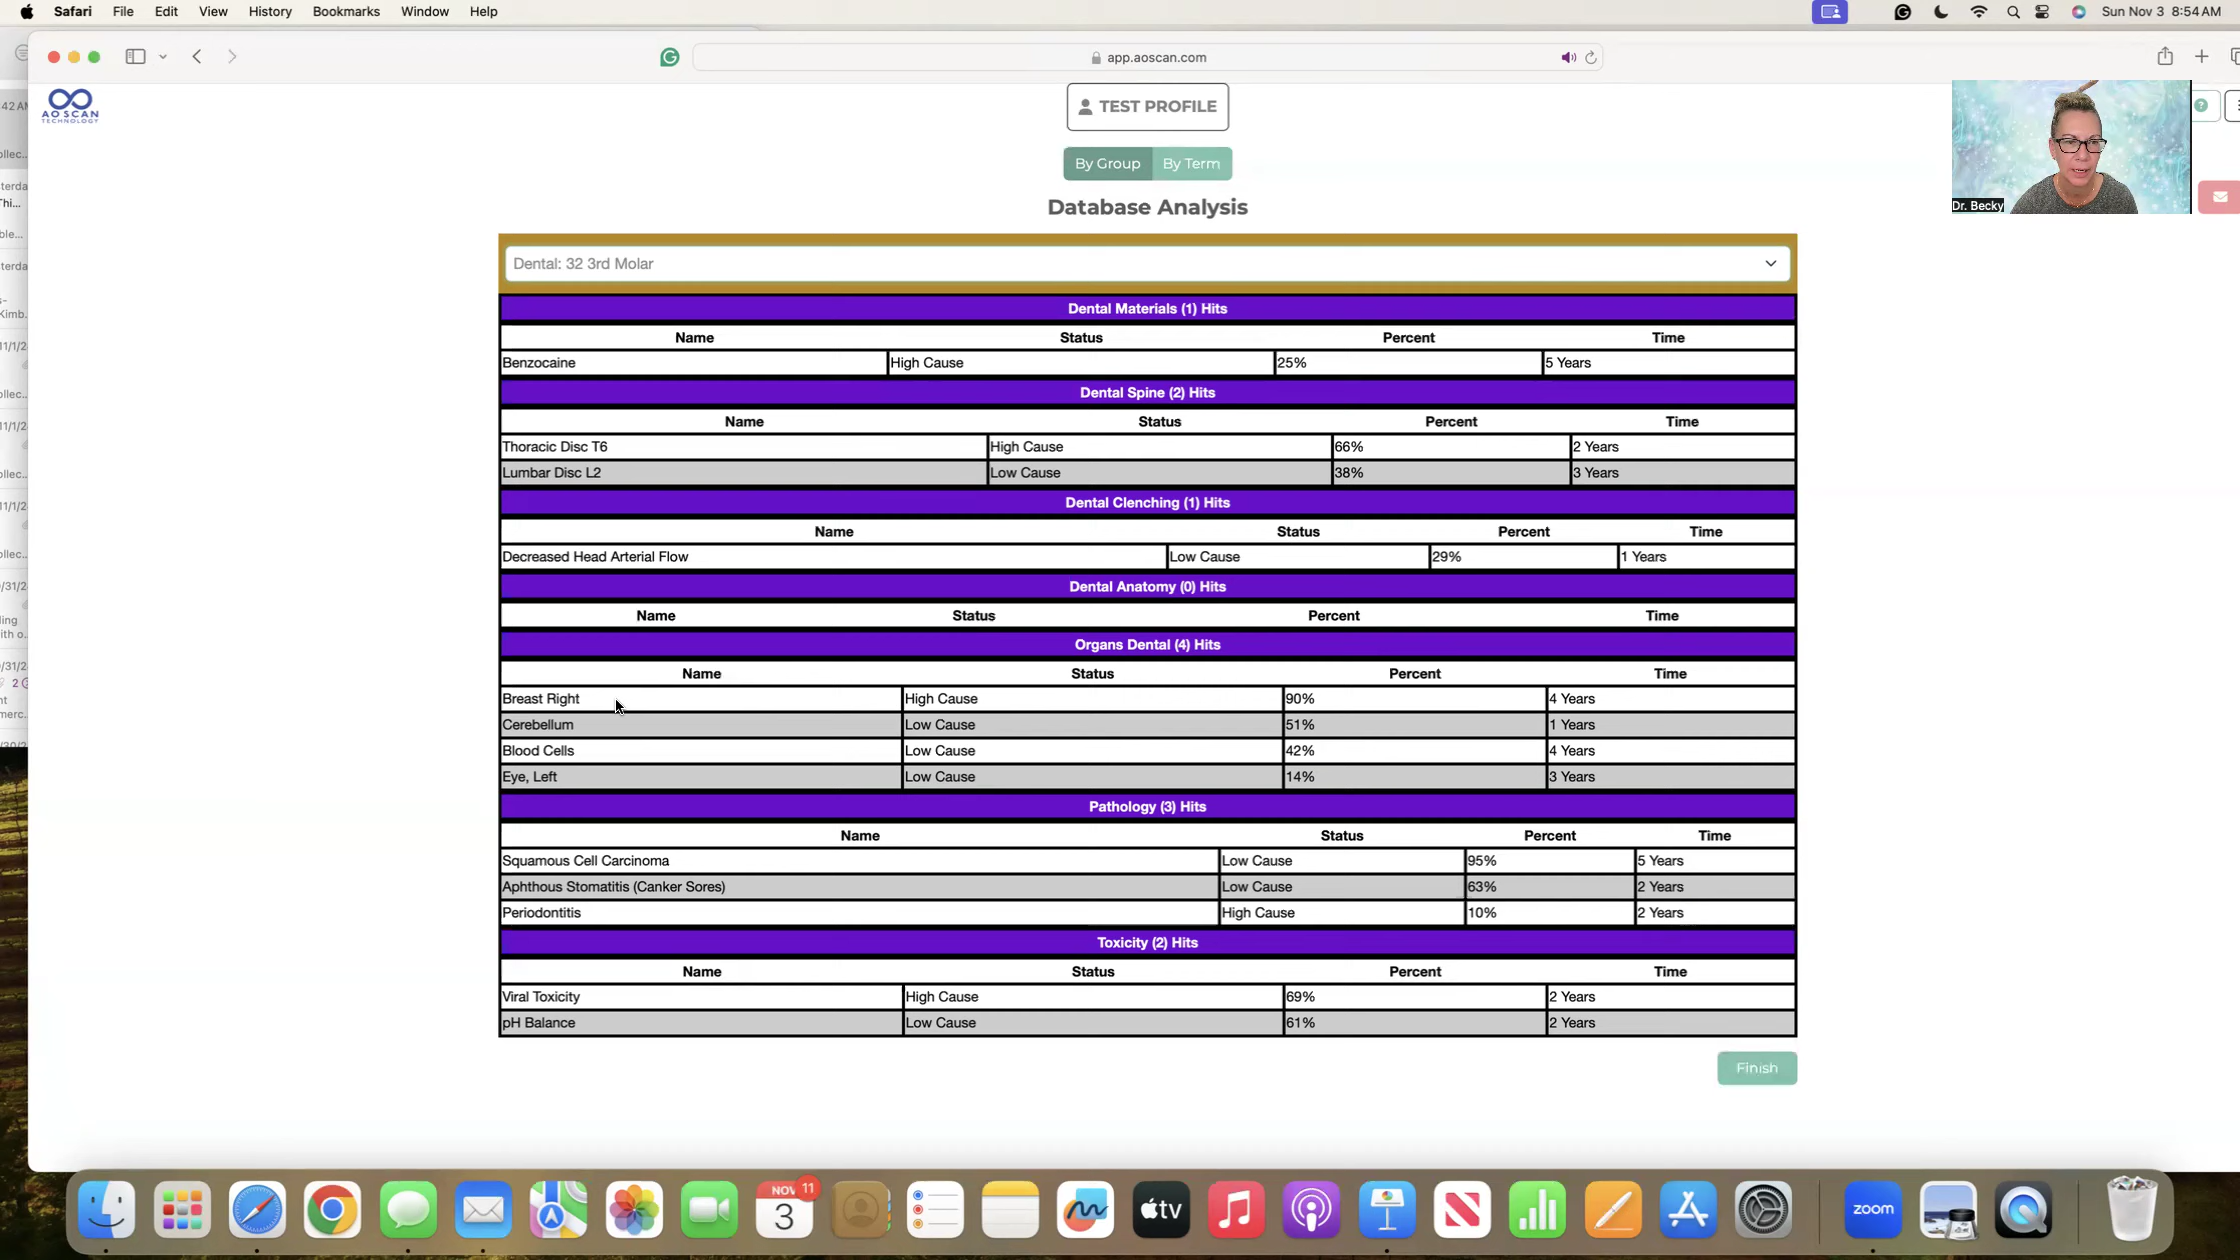 Safari File Edit View History Bookmarks Window Help Sun Nov 3 8:54 AM
app.aoscan.com
AO SCAN
TECHNOLOGY
TEST PROFILE
By Group By Term
Dr. Becky
Database Analysis
Dental: 32 3rd Molar
Dental Materials (1) Hits
Name Status Percent Time
Benzocaine High Cause 25% 5 Years
Dental Spine (2) Hits
Name Status Percent Time
Thoracic Disc T6 High Cause 66% 2 Years
Lumbar Disc L2 Low Cause 38% 3 Years
Dental Clenching (1) Hits
Name Status Percent Time
Decreased Head Arterial Flow Low Cause 29% 1 Years
Dental Anatomy (0) Hits
Name Status Percent Time
Organs Dental (4) Hits
Name Status Percent Time
Breast Right High Cause 90% 4 Years
Cerebellum Low Cause 51% 1 Years
Blood Cells Low Cause 42% 4 Years
Eye, Left Low Cause 14% 3 Years
Pathology (3) Hits
Name Status Percent Time
Squamous Cell Carcinoma Low Cause 95% 5 Years
Aphthous Stomatitis (Canker Sores) Low Cause 63% 2 Years
Periodontitis High Cause 10% 2 Years
Toxicity (2) Hits
Name Status Percent Time
Viral Toxicity High Cause 69% 2 Years
pH Balance Low Cause 61% 2 Years
Finish
NOV 11
3
tv
zoom